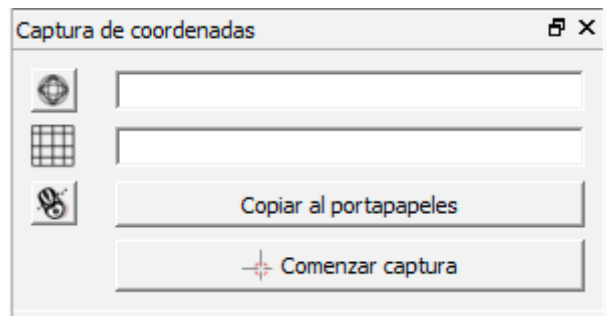 Captura de coordenadas
Copiar al portapapeles
Comenzar captura